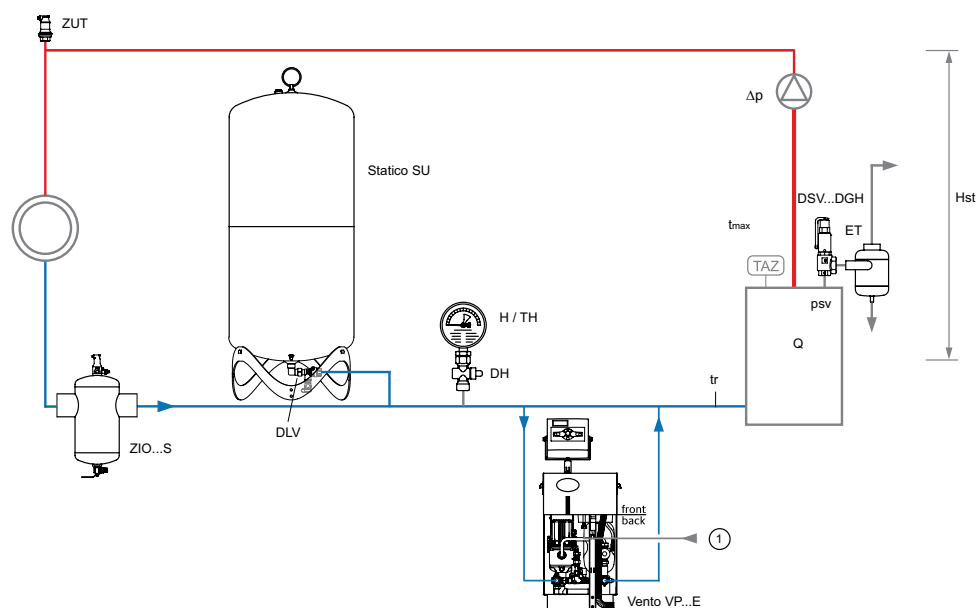 ZUT
Δp
Statico SU
Hst
DSV...DGH
ET
tmax
TAZ
psv
H / TH
Q
DH
tr
DLV
ZIO...S
front
back
1
Vento VP...E